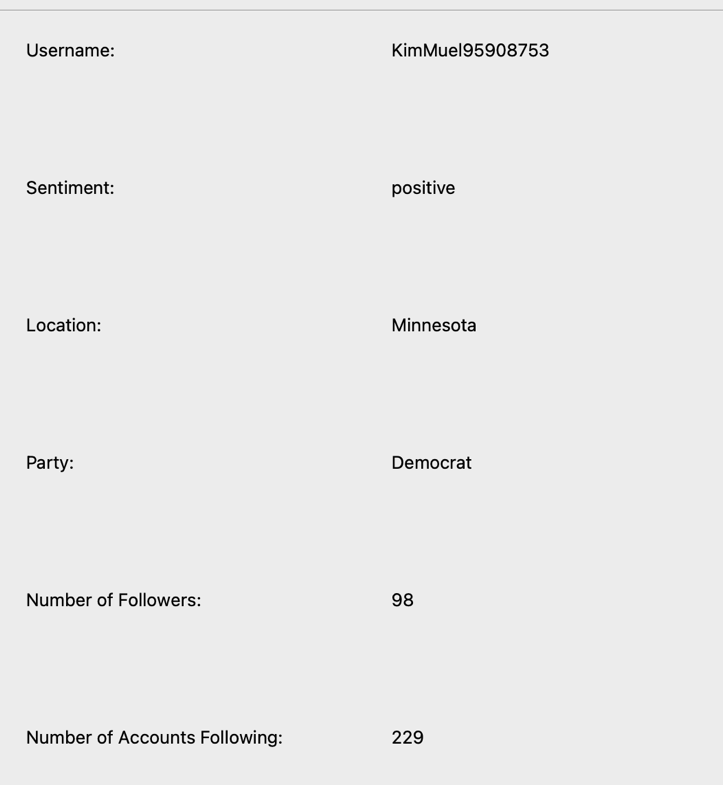 Username: KimMuel95908753
Sentiment: positive
Location: Minnesota
Party: Democrat
Number of Followers: 98
Number of Accounts Following: 229